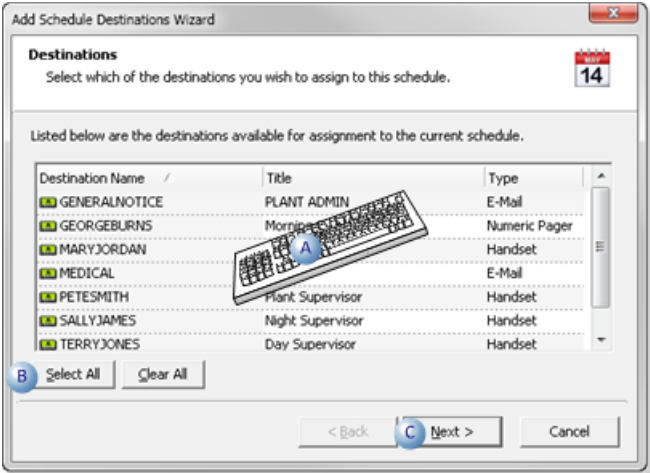 Add Schedule Destinations Wizard
Destinations
Select which of the destinations you wish to assign to this schedule.
MAY
14
Listed below are the destinations available for assignment to the current schedule.
Destination Name Title Type
GENERALNOTICE PLANT ADMIN E-Mail
GEORGEBURNS Numeric Pager
MARYJORDAN A Handset
MEDICAL E-Mail
PETESMITH Plant Supervisor Handset
SALLYJAMES Night Supervisor Handset
TERRYJONES Day Supervisor Handset
B Select All Clear All
< Back C Next > Cancel